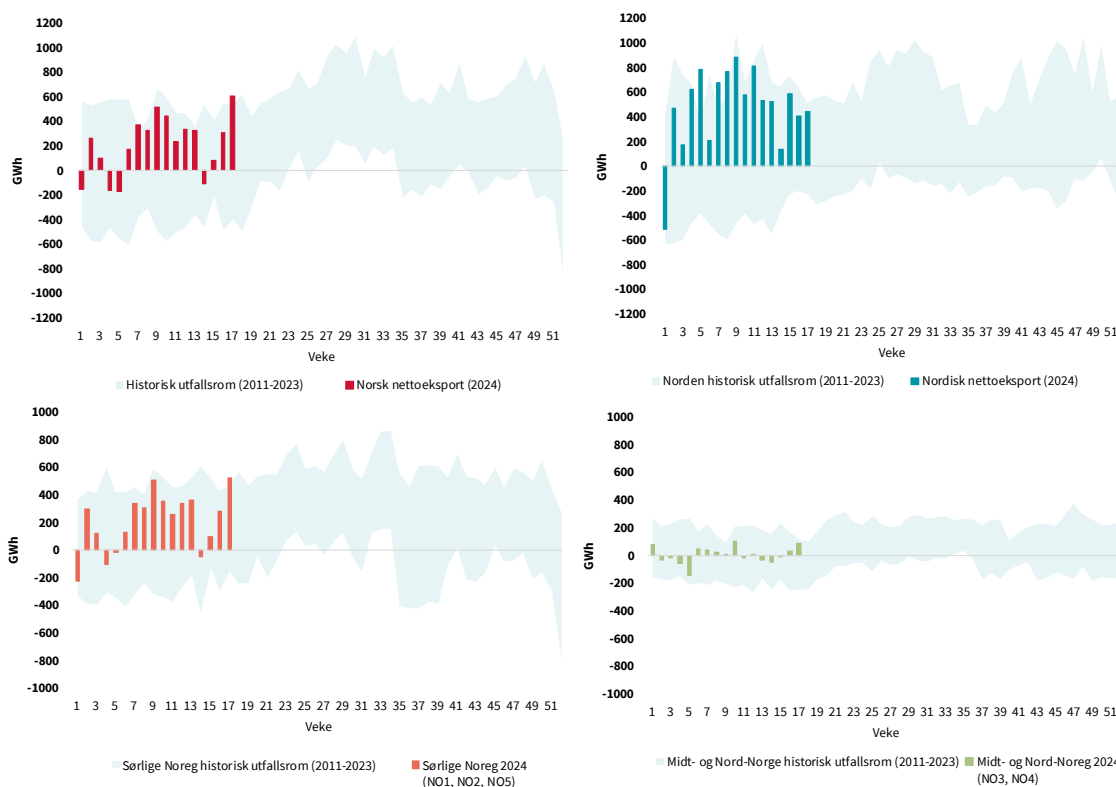 1200
1000
800
600
400
200
0
-200
-400
-600
-800
-1000
-1200
GWh
1 3 5 7 9 11 13 15 17 19 21 23 25 27 29 31 33 35 37 39 41 43 45 47 49 51
Veke
Historisk utfallsrom (2011-2023) Norsk nettoeksport (2024)
1200
1000
800
600
400
200
0
-200
-400
-600
-800
-1000
-1200
GWh
1 3 5 7 9 11 13 15 17 19 21 23 25 27 29 31 33 35 37 39 41 43 45 47 49 51
Veke
Norden historisk utfallsrom (2011-2023) Nordisk nettoeksport (2024)
1000
800
600
400
200
0
-200
-400
-600
-800
-1000
GWh
1 3 5 7 9 11 13 15 17 19 21 23 25 27 29 31 33 35 37 39 41 43 45 47 49 51
Veke
Sørlige Noreg historisk utfallsrom (2011-2023) Sørlige Noreg 2024
(NO1, NO2, NO5)
1000
800
600
400
200
0
-200
-400
-600
-800
-1000
GWh
1 3 5 7 9 11 13 15 17 19 21 23 25 27 29 31 33 35 37 39 41 43 45 47 49 51
Veke
Midt- og Nord-Norge historisk utfallsrom (2011-2023) Midt- og Nord-Noreg 2024
(NO3, NO4)